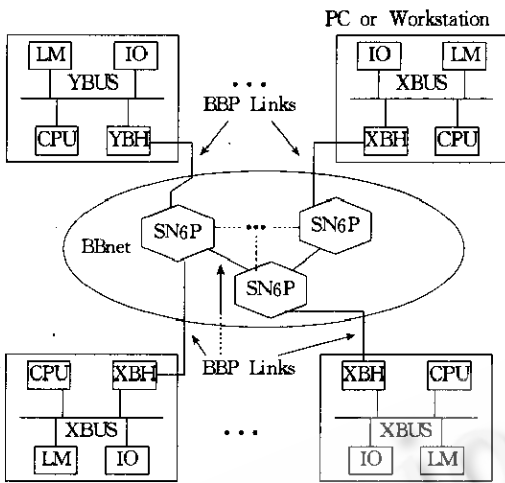 PC or Workstation
LM IO
YBUS
CPU YBH
...
BBP Links
IO LM
XBUS
XBH CPU
BBnet
SN6P
...
SN6P
SN6P
CPU XBH
XBUS
LM IO
BBP Links
...
XBH CPU
XBUS
IO LM